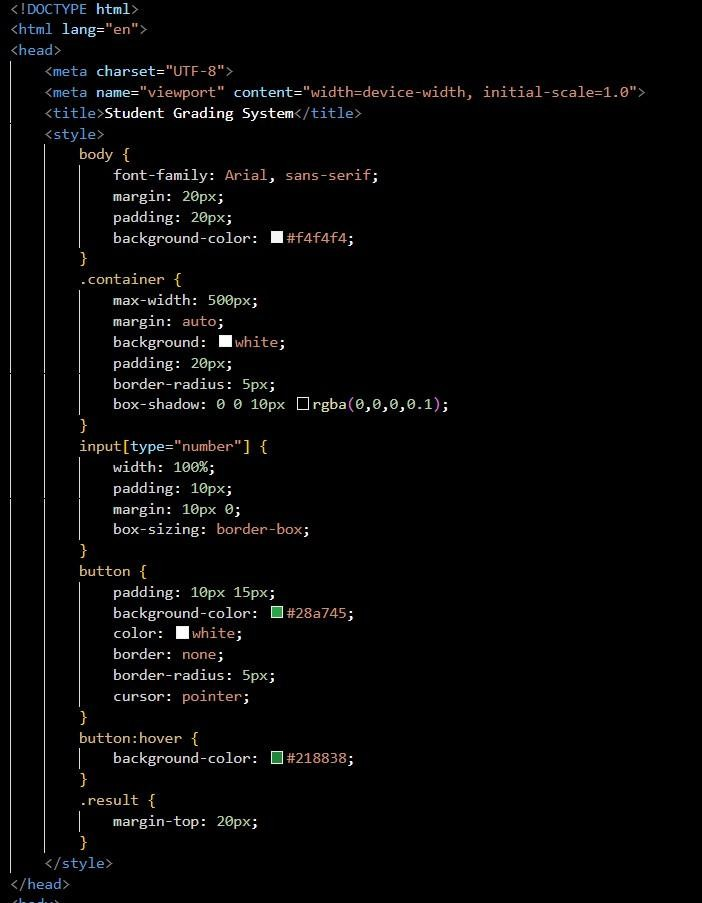 <!DOCTYPE html>
<html lang="en">
<head>
    <meta charset="UTF-8">
    <meta name="viewport" content="width=device-width, initial-scale=1.0">
    <title>Student Grading System</title>
    <style>
        body {
            font-family: Arial, sans-serif;
            margin: 20px;
            padding: 20px;
            background-color: #f4f4f4;
        }
        .container {
            max-width: 500px;
            margin: auto;
            background: white;
            padding: 20px;
            border-radius: 5px;
            box-shadow: 0 0 10px rgba(0,0,0,0.1);
        }
        input[type="number"] {
            width: 100%;
            padding: 10px;
            margin: 10px 0;
            box-sizing: border-box;
        }
        button {
            padding: 10px 15px;
            background-color: #28a745;
            color: white;
            border: none;
            border-radius: 5px;
            cursor: pointer;
        }
        button:hover {
            background-color: #218838;
        }
        .result {
            margin-top: 20px;
        }
    </style>
</head>